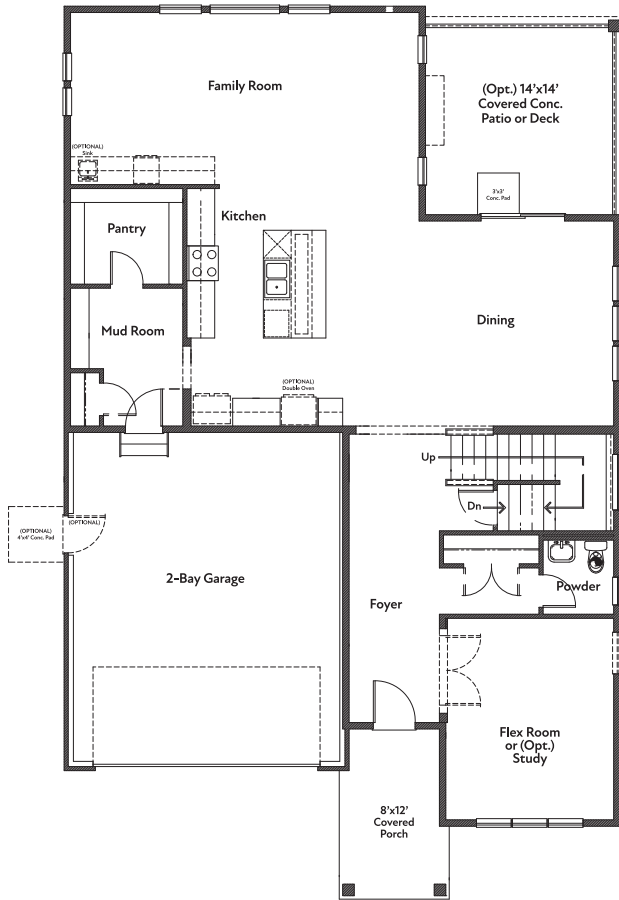 Family Room
(Opt.) 14'x14'
Covered Conc.
Patio or Deck
(OPTIONAL)
Sink
3'x3'
Conc. Pad
Kitchen
Pantry
Mud Room
Dining
(OPTIONAL)
Double Oven
Up
Dn
(OPTIONAL)
4'x4' Conc. Pad
(OPTIONAL)
2-Bay Garage
Powder
Foyer
Flex Room
or (Opt.)
Study
8'x12'
Covered
Porch